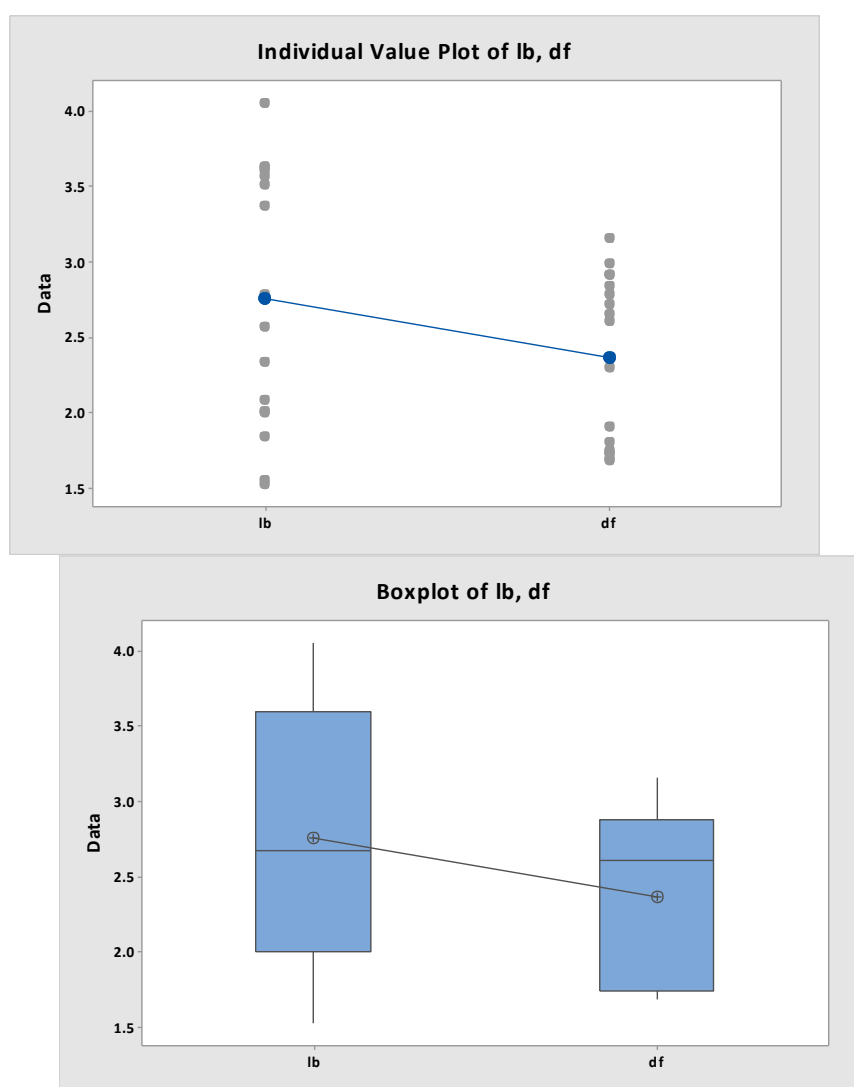 Individual Value Plot of lb, df
4.0
3.5
3.0
2.5
2.0
1.5
Data
lb df
Boxplot of lb, df
4.0
3.5
3.0
2.5
2.0
1.5
Data
lb df